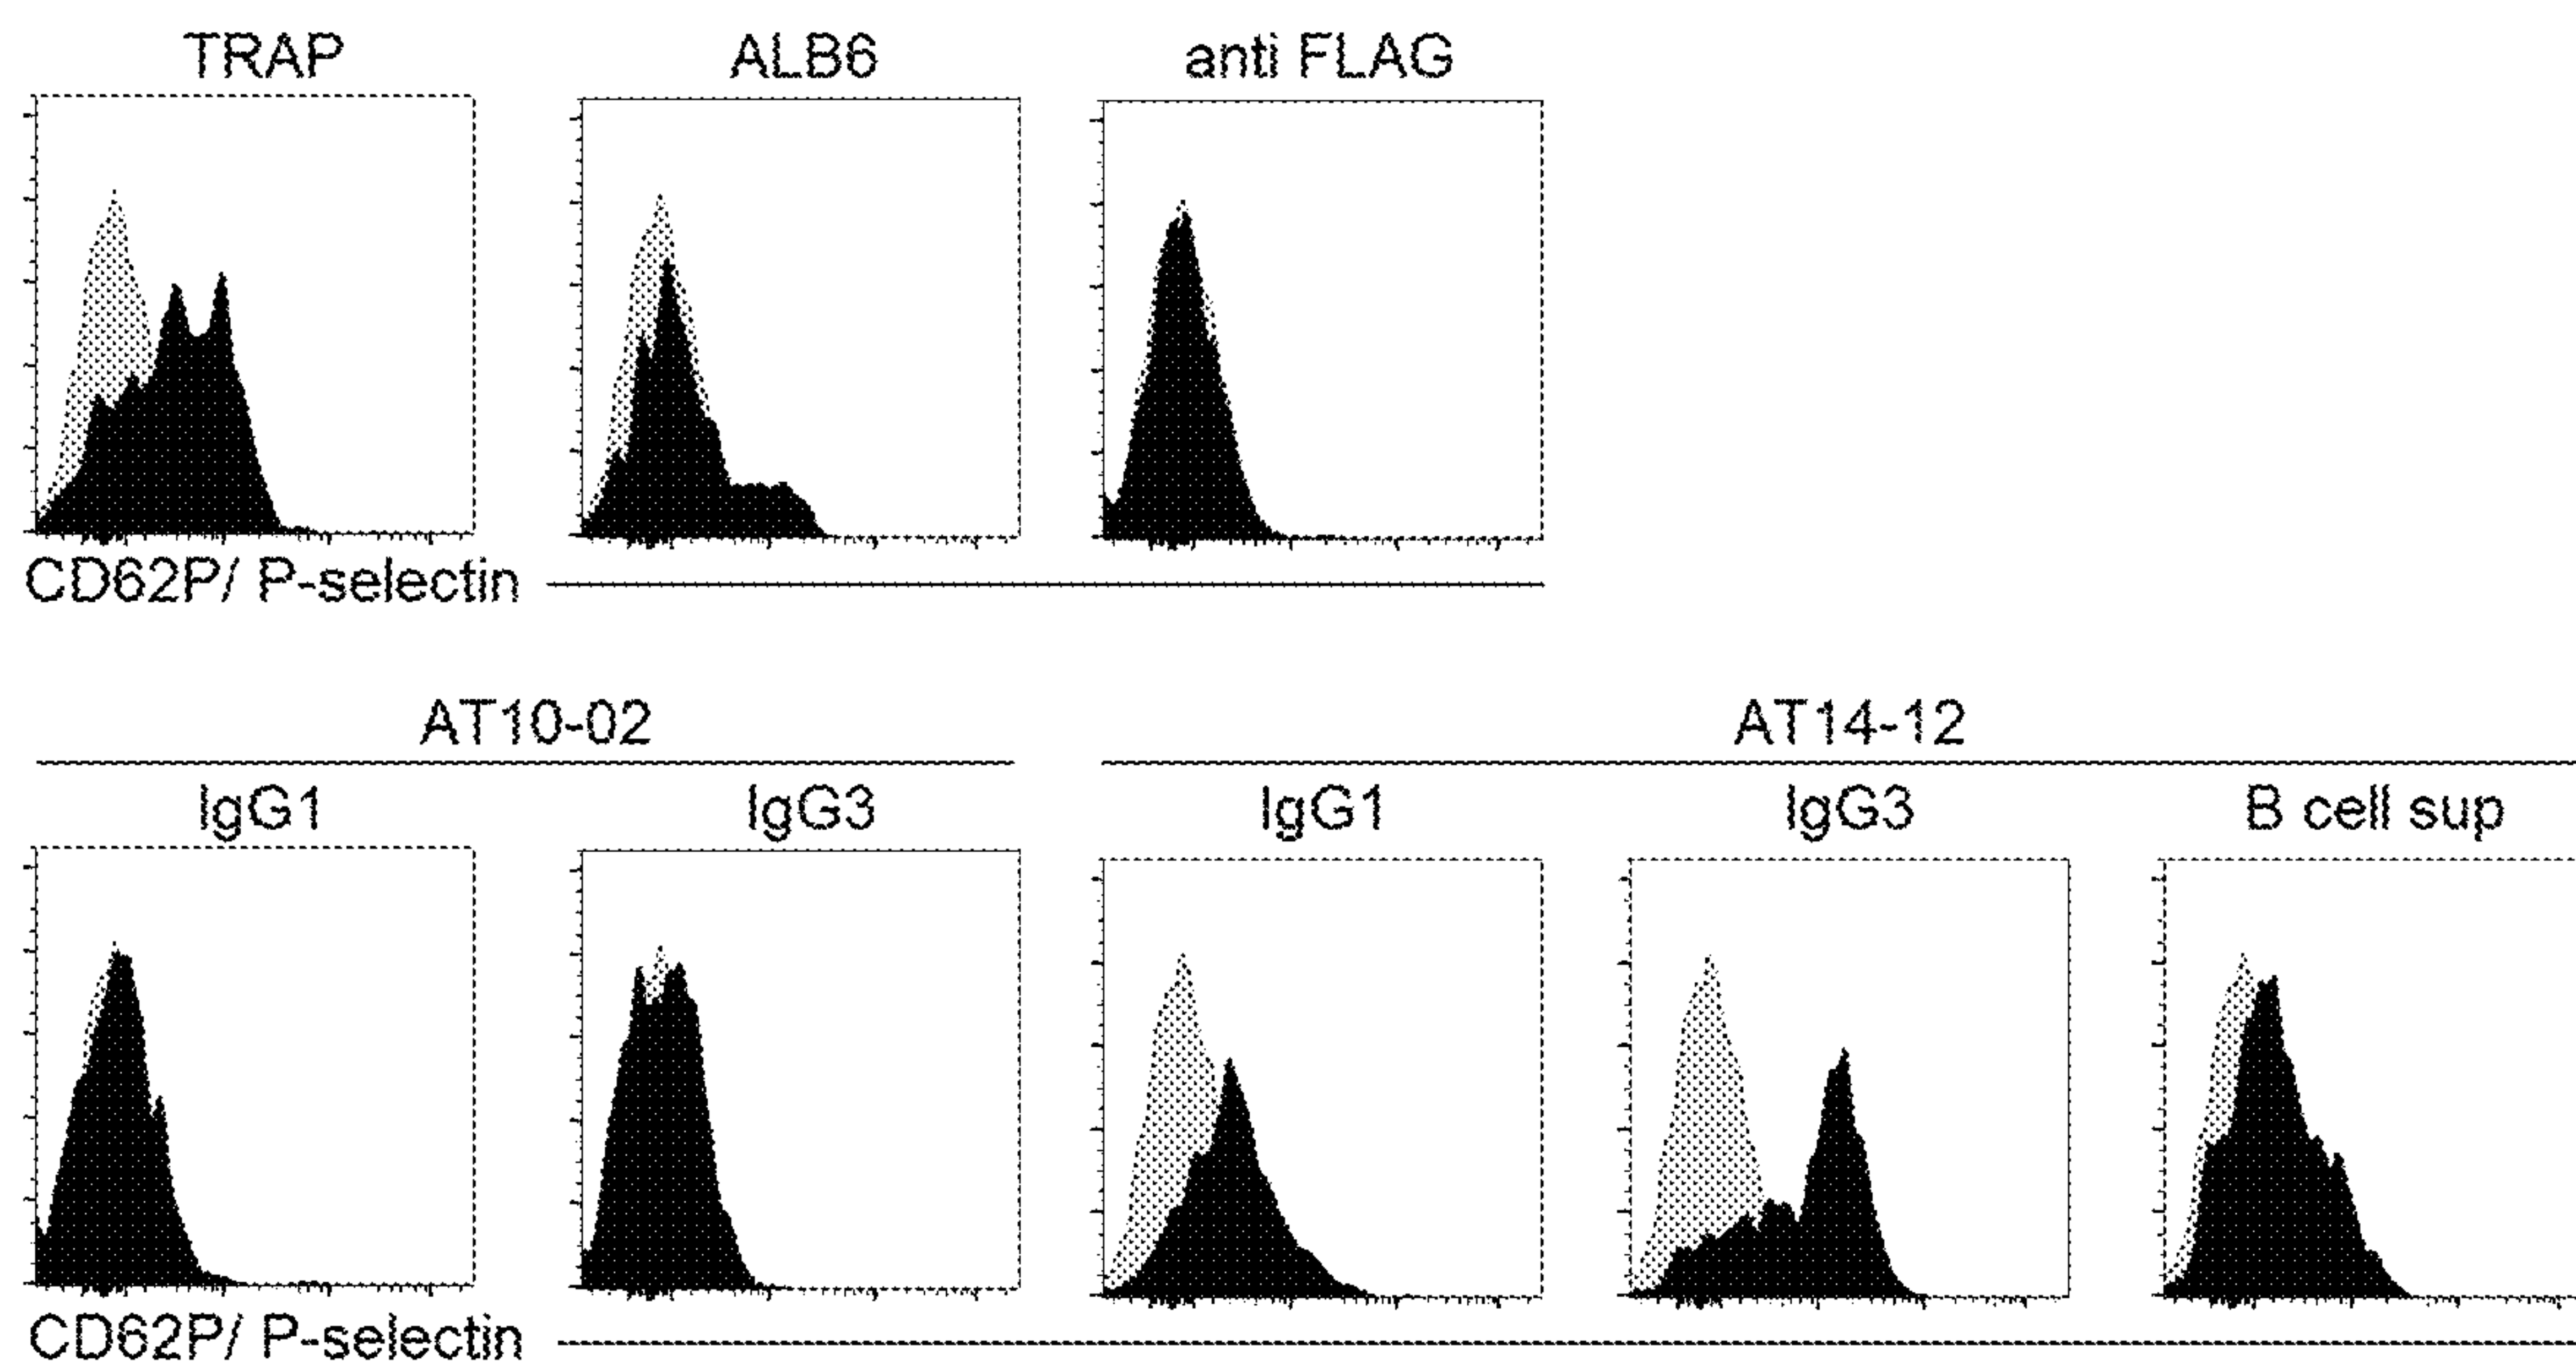 TRAP ALB6 anti FLAG
CD62P/ P-selectin
AT10-02 AT14-12
IgG1 IgG3 IgG1 IgG3 B cell sup
CD62P/ P-selectin